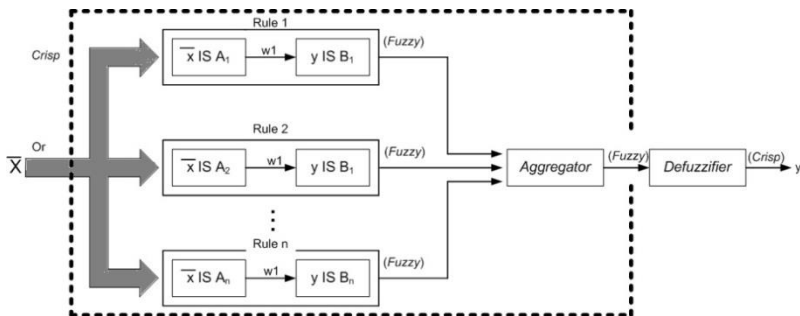 Rule 1
Crisp
x IS A₁
w1
y IS B₁
(Fuzzy)
Rule 2
Or
X
x IS A₂
w1
y IS B₁
(Fuzzy)
Aggregator
(Fuzzy)
Defuzzifier
(Crisp)
y
Rule n
x IS Aₙ
w1
y IS Bₙ
(Fuzzy)